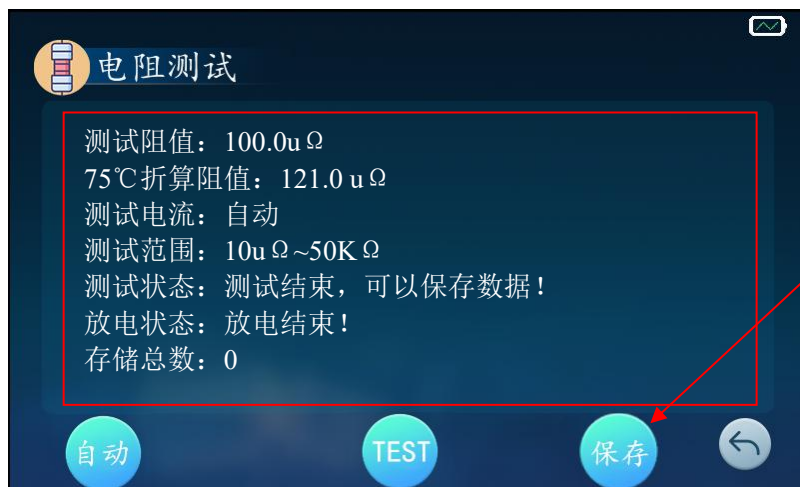 电阻测试
测试阻值：100.0uΩ
75℃折算阻值：121.0 uΩ
测试电流：自动
测试范围：10uΩ~50KΩ
测试状态：测试结束，可以保存数据！
放电状态：放电结束！
存储总数：0
自动 TEST 保存